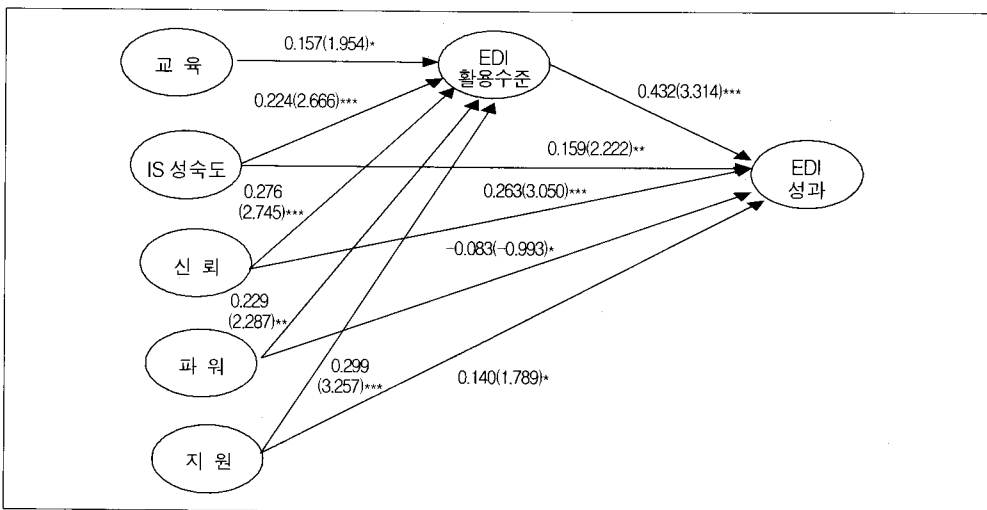 0.157(1.954)*
교 육
EDI
활용수준
0.432(3.314)***
0.224(2.666)***
IS 성숙도
0.159(2.222)**
EDI
성과
0.276
(2.745)***
0.263(3.050)***
신 뢰
-0.083(-0.993)*
0.229
(2.287)**
파 워
0.299
(3.257)***
0.140(1.789)*
지 원